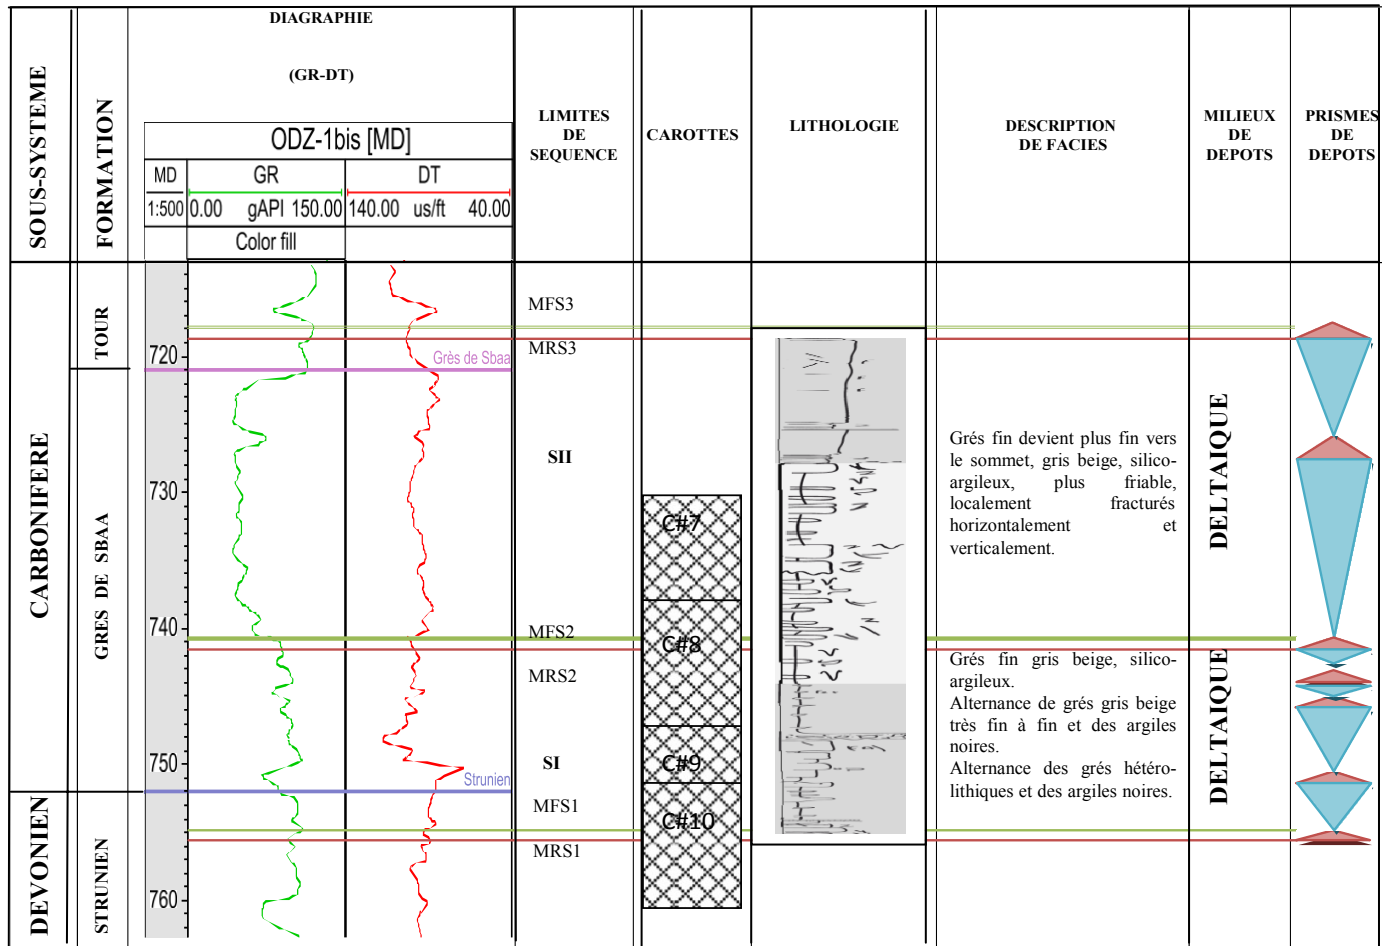 DIAGRAPHIE
(GR-DT)
SOUS-SYSTEME
FORMATION
LIMITES
DE
SEQUENCE
CAROTTES
LITHOLOGIE
DESCRIPTION
DE FACIES
MILIEUX
DE
DEPOTS
PRISMES
DE
DEPOTS
ODZ-1bis [MD]
MD GR DT
1:500 0.00 gAPI 150.00 140.00 us/ft 40.00
Color fill
CARBONIFERE
DEVONIEN
TOUR
GRES DE SBAA
STRUNIEN
720
730
740
750
760
Grès de Sbaa
Strunien
MFS3
MRS3
SII
MFS2
MRS2
SI
MFS1
MRS1
C#7
C#8
C#9
C#10
Grés fin devient plus fin vers
le sommet, gris beige, silico-
argileux, plus friable,
localement fracturés
horizontalement et
verticalement.
Grés fin gris beige, silico-
argileux.
Alternance de grés gris beige
très fin à fin et des argiles
noires.
Alternance des grés hétéro-
lithiques et des argiles noires.
DELTAIQUE
DELTAIQUE